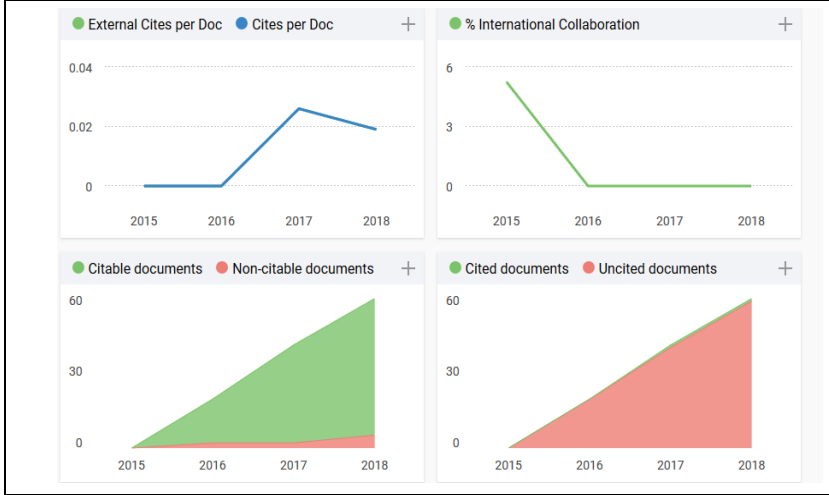 External Cites per Doc Cites per Doc +
0.04
0.02
0
2015 2016 2017 2018
% International Collaboration +
6
3
0
2015 2016 2017 2018
Citable documents Non-citable documents +
60
30
0
2015 2016 2017 2018
Cited documents Uncited documents +
60
30
0
2015 2016 2017 2018